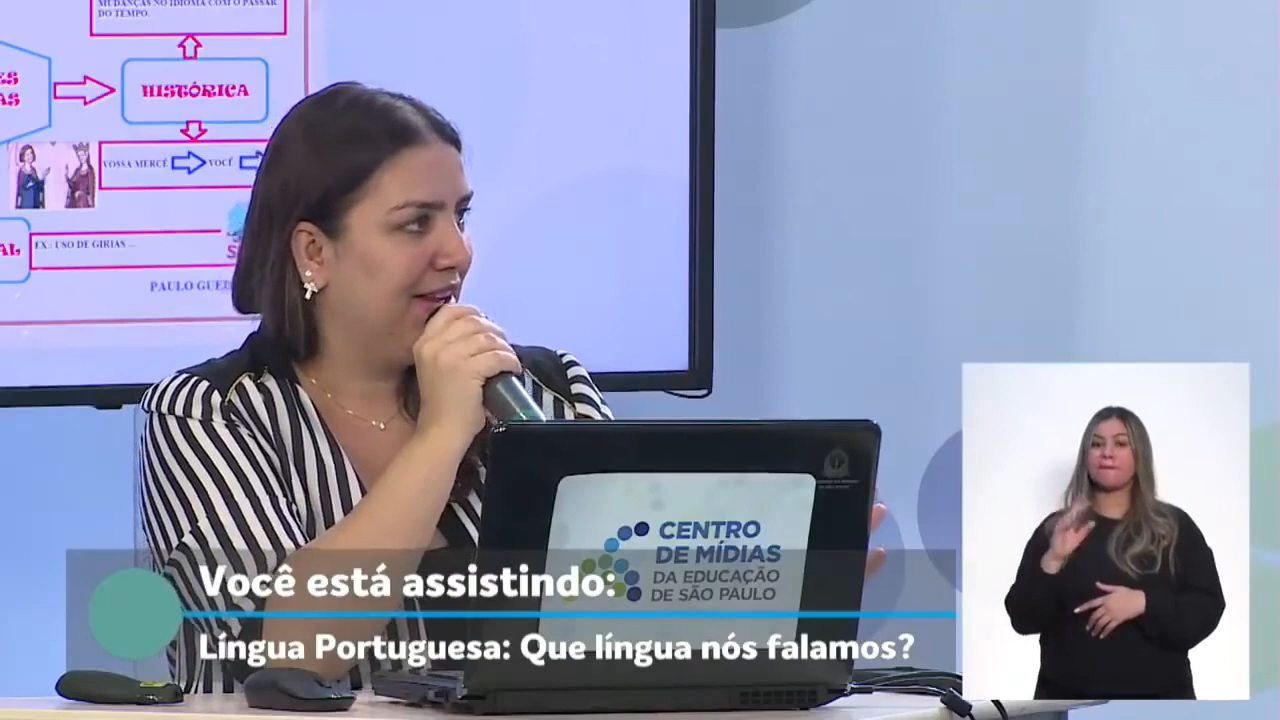 MUDANÇAS NO IDIOMA COM O PASSAR
DO TEMPO.
ES
AS
HISTÓRICA
VOSSA MERCÊ
VOCÊ
AL
EX.: USO DE GÍRIAS ...
PAULO GUED
CENTRO
DE MÍDIAS
DA EDUCAÇÃO
DE SÃO PAULO
Você está assistindo:
Língua Portuguesa: Que língua nós falamos?